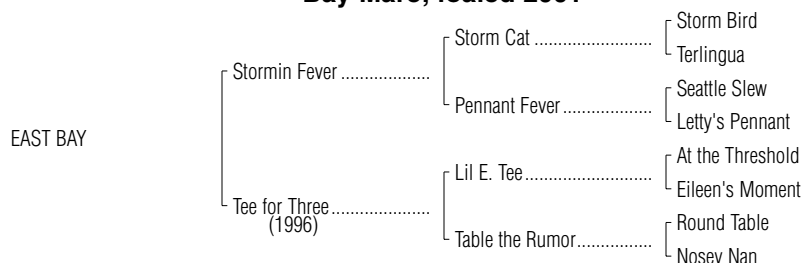 Bay Mare; foaled 2001
Storm Bird
Storm Cat ........................
Terlingua
Stormin Fever ...................
Seattle Slew
Pennant Fever ..................
Letty's Pennant
EAST BAY
At the Threshold
Lil E. Tee..........................
Eileen's Moment
Tee for Three.....................
(1996)
Round Table
Table the Rumor................
Nosey Nan